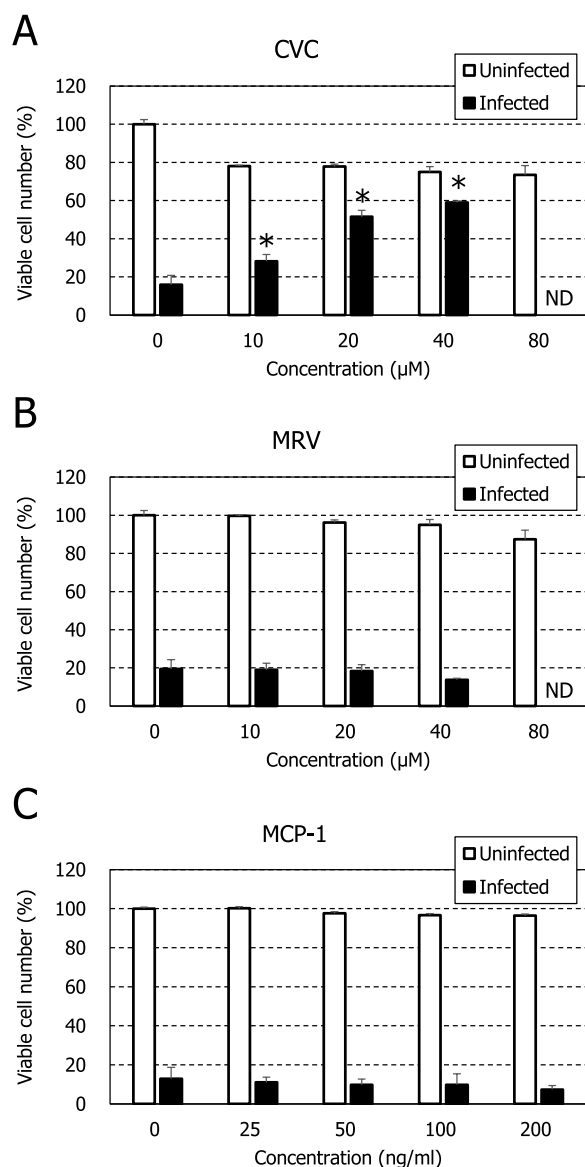 A
CVC
Uninfected
Infected
Viable cell number (%)
120
100
80
60
40
20
0
* * *
ND
0 10 20 40 80
Concentration (µM)
B
MRV
Uninfected
Infected
Viable cell number (%)
120
100
80
60
40
20
0
ND
0 10 20 40 80
Concentration (µM)
C
MCP-1
Uninfected
Infected
Viable cell number (%)
120
100
80
60
40
20
0
0 25 50 100 200
Concentration (ng/ml)